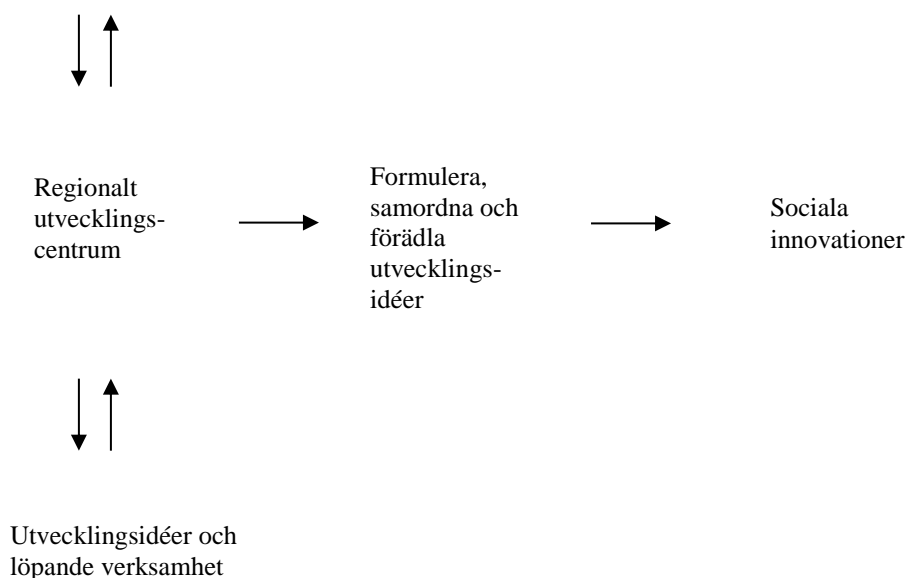 Regionalt
utvecklings-
centrum
Formulera,
samordna och
förädla
utvecklings-
idéer
Sociala
innovationer
Utvecklingsidéer och
löpande verksamhet